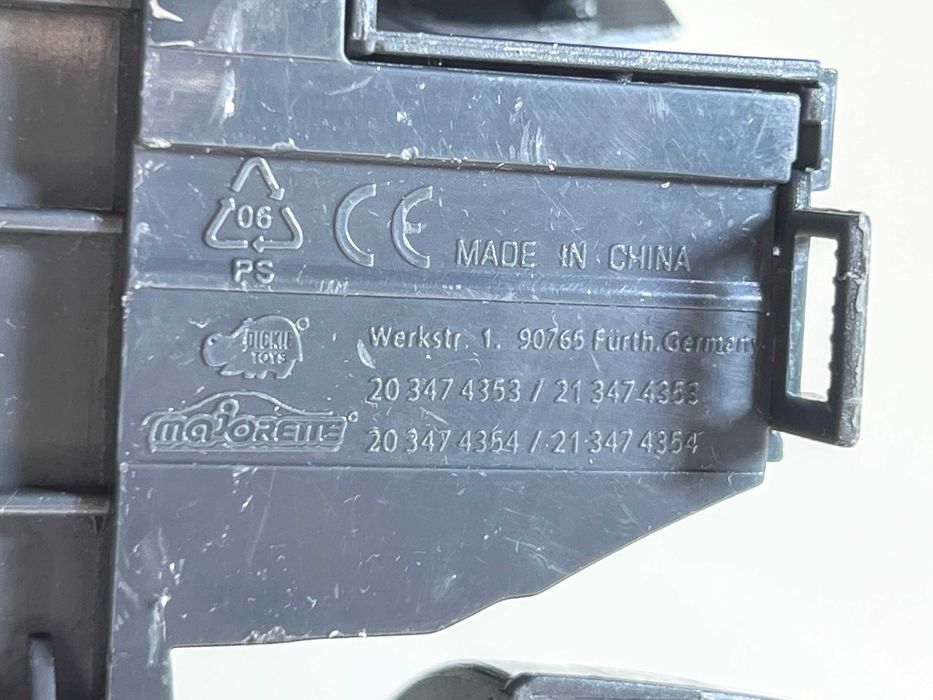 06
PS
CE
MADE IN CHINA
DICKIE
TOYS
Werkstr. 1. 90765 Fürth.Germany
20 347 4353 / 21 347 4353
majorette
20 347 4354 / 21 347 4354